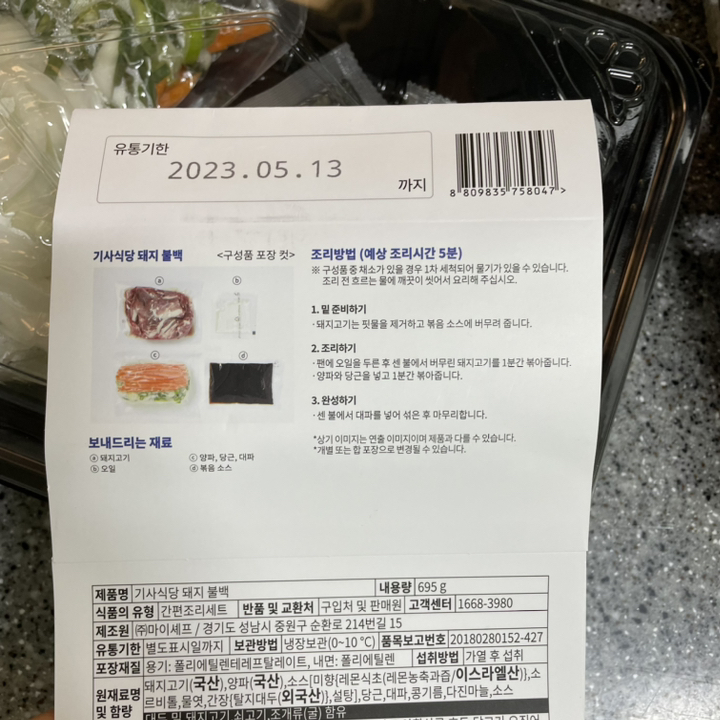 유통기한
2023.05.13
까지
8 809835 758047 >
기사식당 돼지 불백 <구성품 포장 컷>
ⓐ ⓑ
ⓒ ⓓ
보내드리는 재료
ⓐ 돼지고기 ⓒ 양파, 당근, 대파
ⓑ 오일 ⓓ 볶음 소스
조리방법 (예상 조리시간 5분)
※ 구성품 중 채소가 있을 경우 1차 세척되어 물기가 있을 수 있습니다.
조리 전 흐르는 물에 깨끗이 씻어서 요리해 주십시오.
1. 밑 준비하기
· 돼지고기는 핏물을 제거하고 볶음 소스에 버무려 줍니다.
2. 조리하기
· 팬에 오일을 두른 후 센 불에서 버무린 돼지고기를 1분간 볶아줍니다.
· 양파와 당근을 넣고 1분간 볶아줍니다.
3. 완성하기
· 센 불에서 대파를 넣어 섞은 후 마무리합니다.
*상기 이미지는 연출 이미지이며 제품과 다를 수 있습니다.
*개별 또는 합 포장으로 변경될 수 있습니다.
제품명 기사식당 돼지 불백 내용량 695 g
식품의 유형 간편조리세트 반품 및 교환처 구입처 및 판매원 고객센터 1668-3980
제조원 ㈜마이셰프 / 경기도 성남시 중원구 순환로 214번길 15
유통기한 별도표시일까지 보관방법 냉장보관(0~10 ℃) 품목보고번호 20180280152-427
포장재질 용기: 폴리에틸렌테레프탈레이트, 내면: 폴리에틸렌 섭취방법 가열 후 섭취
원재료명 및 함량 돼지고기(국산),양파(국산),소스[미향{레몬식초(레몬농축과즙/이스라엘산)},소
르비톨,물엿,간장{탈지대두(외국산)},설탕],당근,대파,콩기름,다진마늘,소스
대두,밀,돼지고기,쇠고기,조개류(굴) 함유